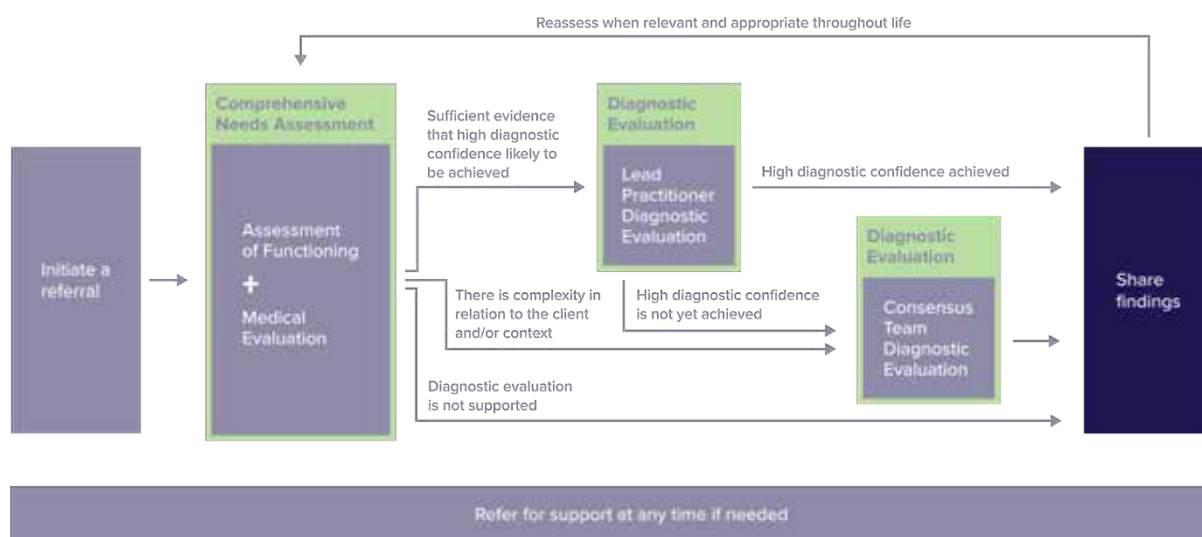 Reassess when relevant and appropriate throughout life
Initiate a
referral
Comprehensive
Needs Assessment
Assessment
of Functioning
+
Medical
Evaluation
Sufficient evidence
that high diagnostic
confidence likely to
be achieved
There is complexity in
relation to the client
and/or context
Diagnostic evaluation
is not supported
Diagnostic
Evaluation
Lead
Practitioner
Diagnostic
Evaluation
High diagnostic confidence achieved
High diagnostic confidence
is not yet achieved
Diagnostic
Evaluation
Consensus
Team
Diagnostic
Evaluation
Share
findings
Refer for support at any time if needed